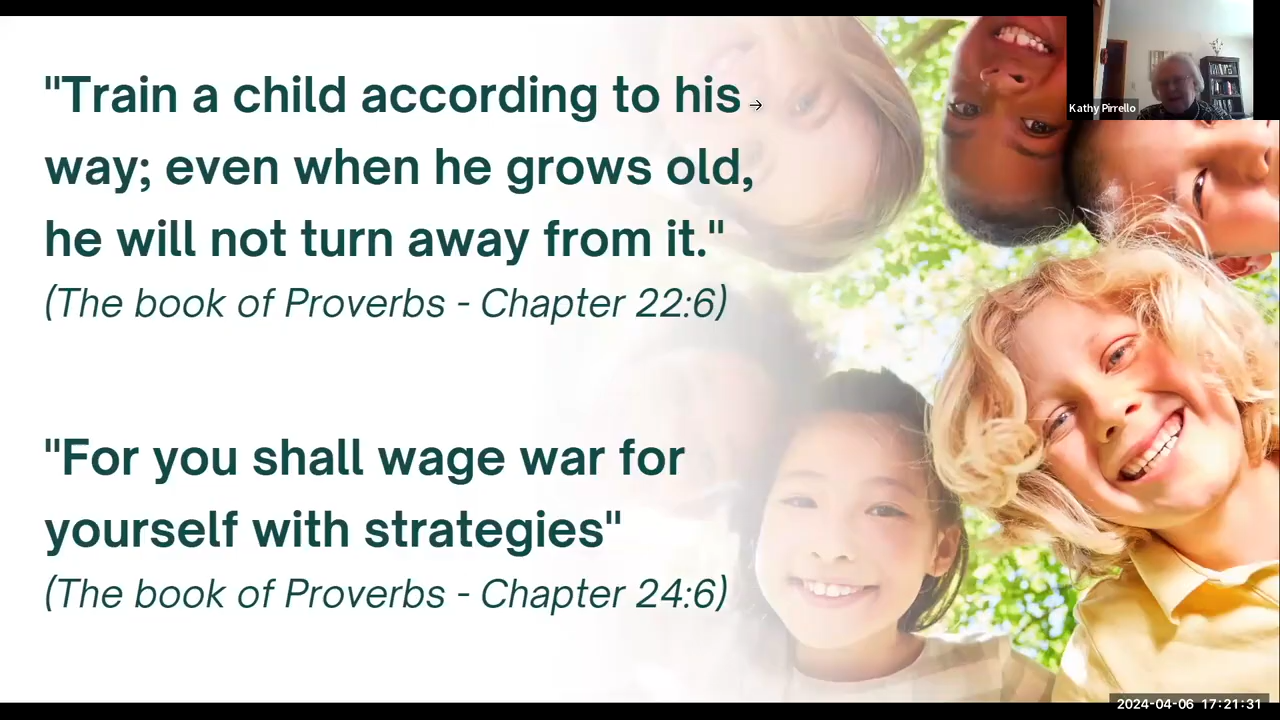 "Train a child according to his
way; even when he grows old,
he will not turn away from it."
(The book of Proverbs - Chapter 22:6)
"For you shall wage war for
yourself with strategies"
(The book of Proverbs - Chapter 24:6)
Kathy Pirrello
2024-04-06 17:21:31